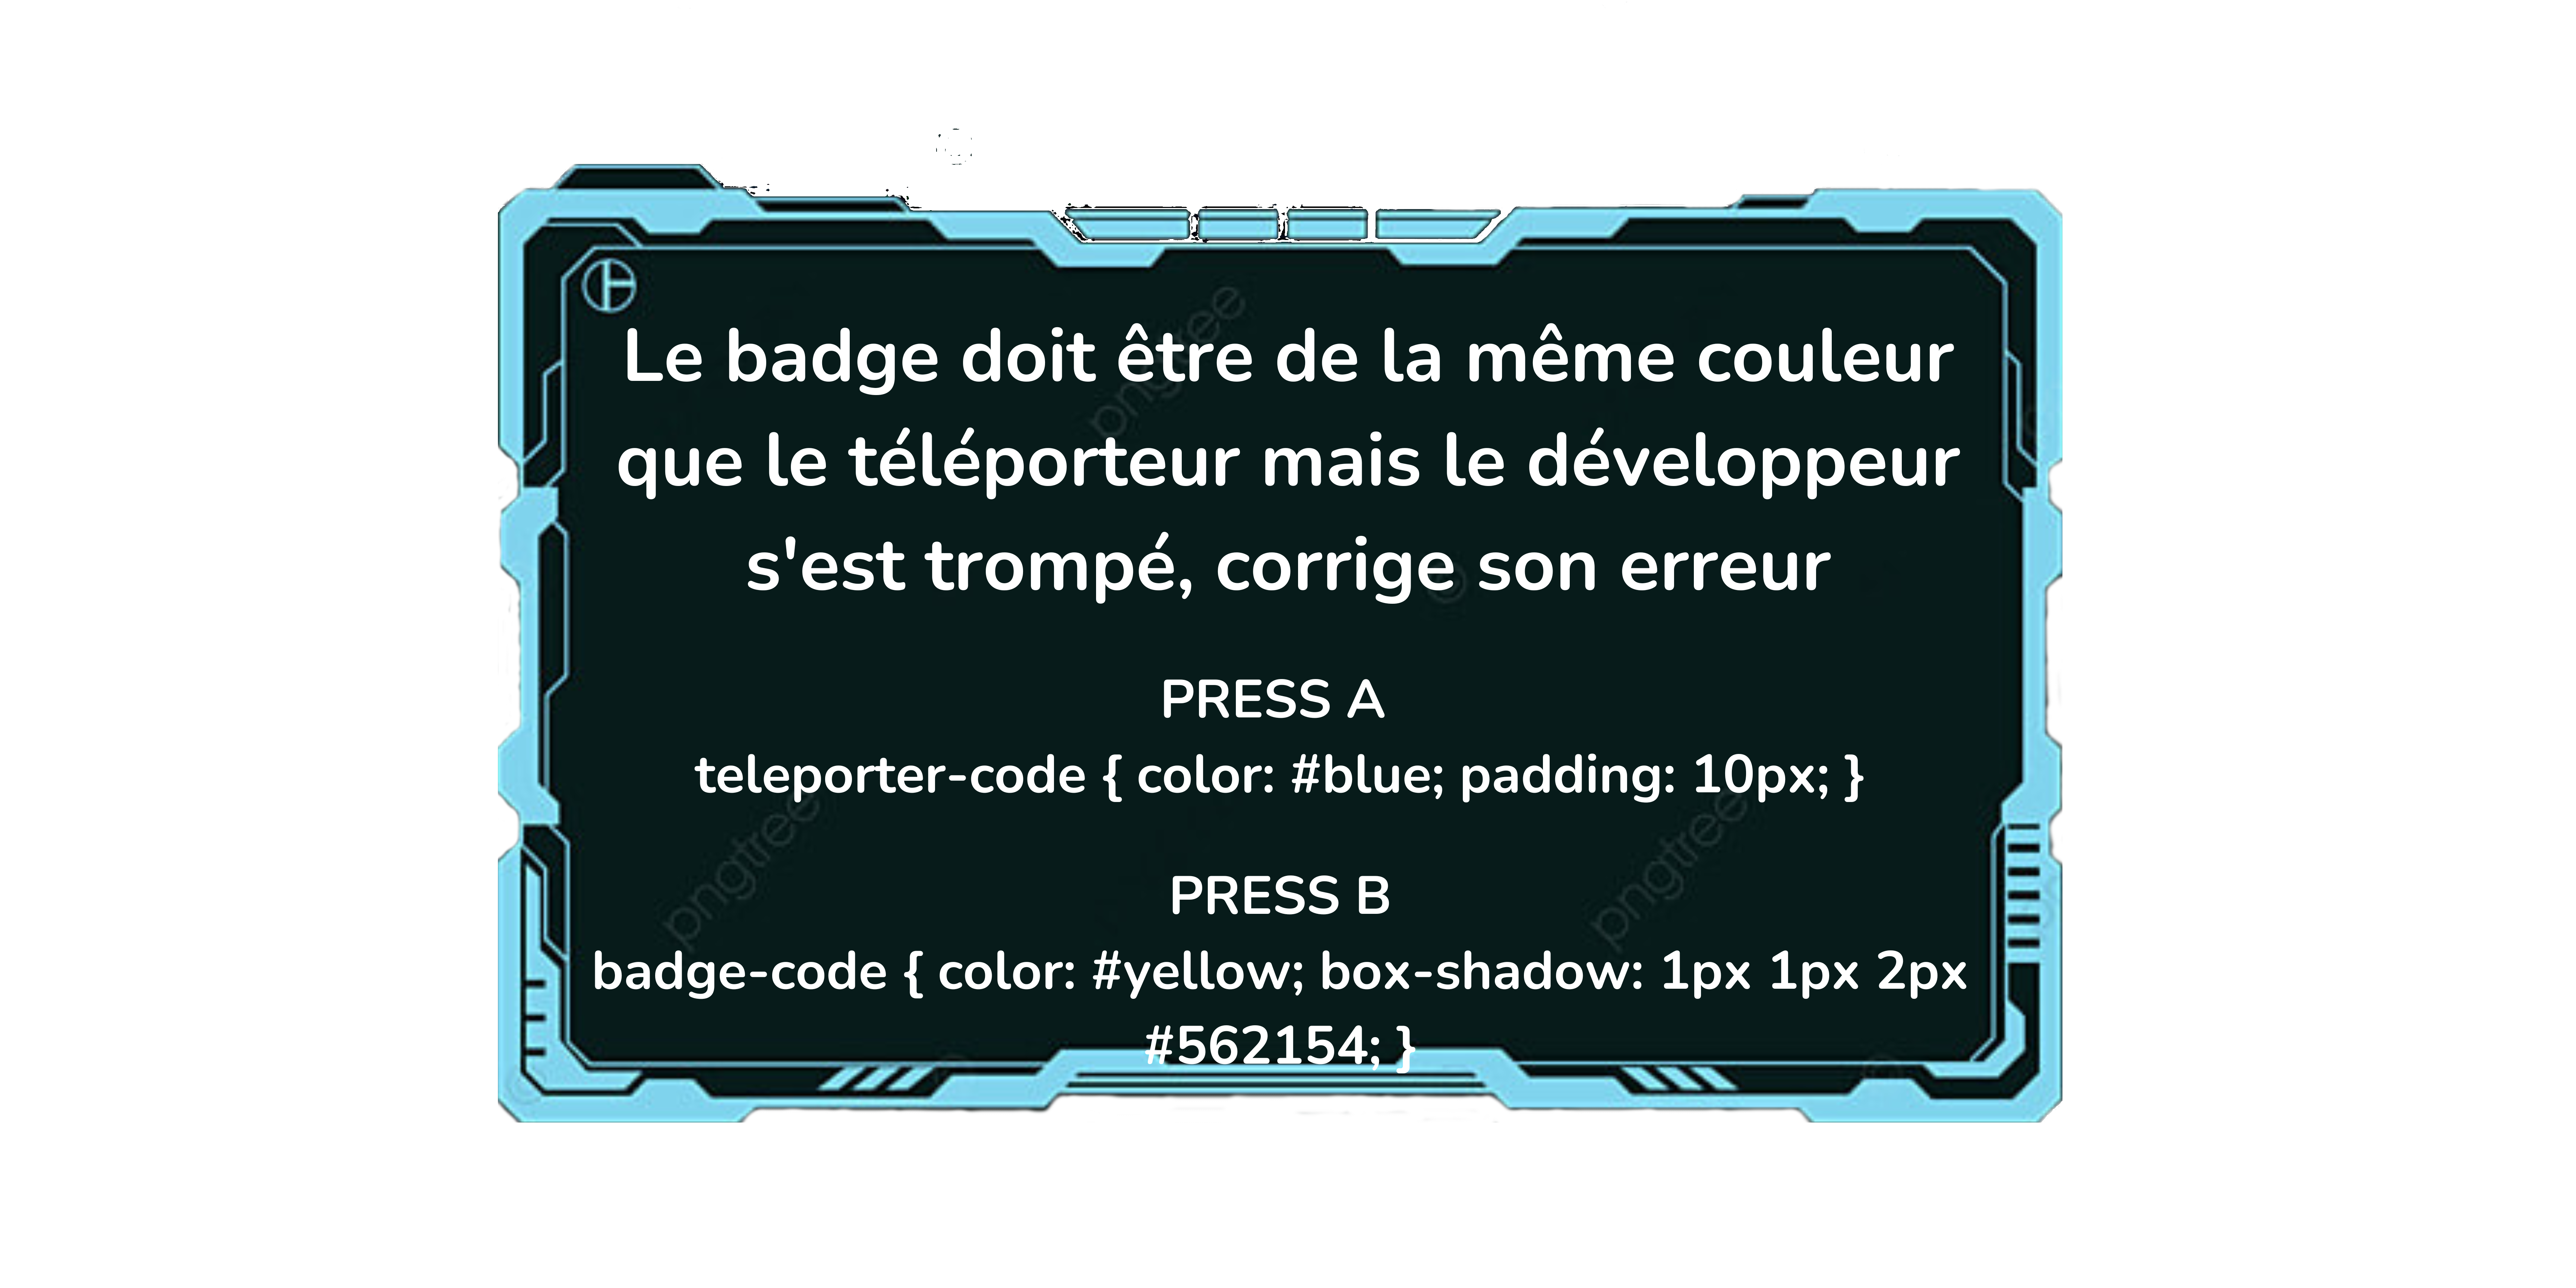 Le badge doit être de la même couleur
que le téléporteur mais le développeur
s'est trompé, corrige son erreur
PRESS A
teleporter-code { color: #blue; padding: 10px; }
PRESS B
badge-code { color: #yellow; box-shadow: 1px 1px 2px
#562154; }
pngtree
pngtree
pngtree